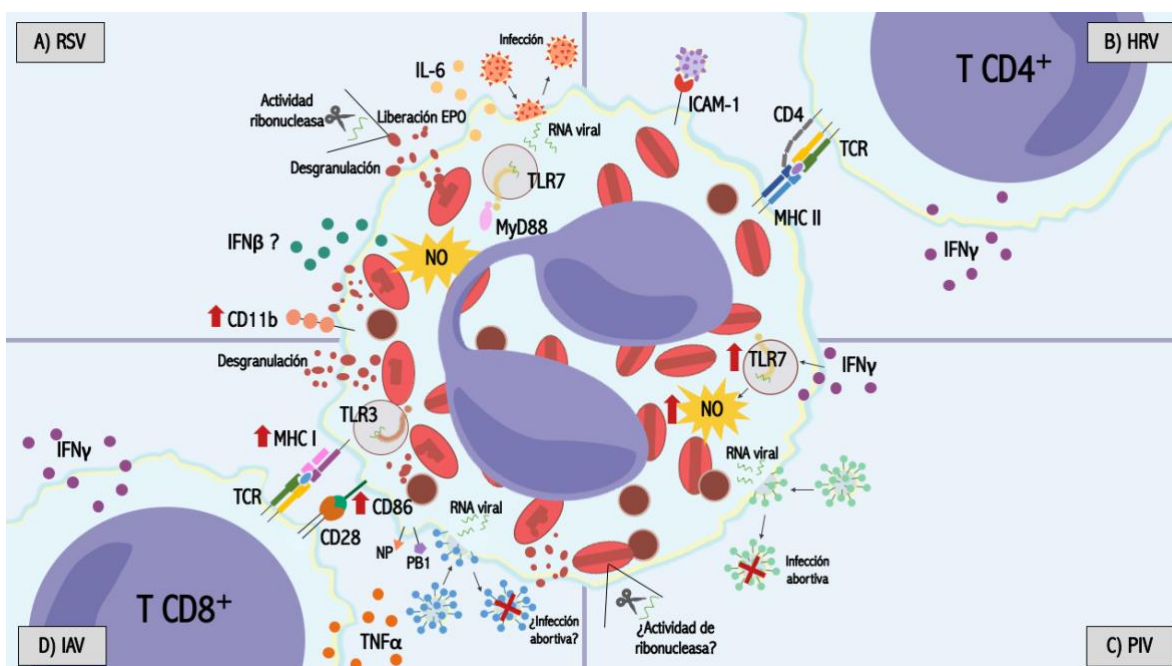 A) RSV
Infección
IL-6
Actividad
ribonucleasa
Liberación EPO
Desgranulación
RNA viral
TLR7
MyD88
IFNβ ?
NO
CD11b
B) HRV
T CD4⁺
ICAM-1
CD4
TCR
MHC II
IFNγ
Desgranulación
TLR3
MHC I
IFNγ
TCR
CD86
CD28
NP
PB1
RNA viral
¿Infección
abortiva?
TNFα
T CD8⁺
D) IAV
TLR7
IFNγ
NO
RNA viral
Infección
abortiva
¿Actividad de
ribonucleasa?
C) PIV